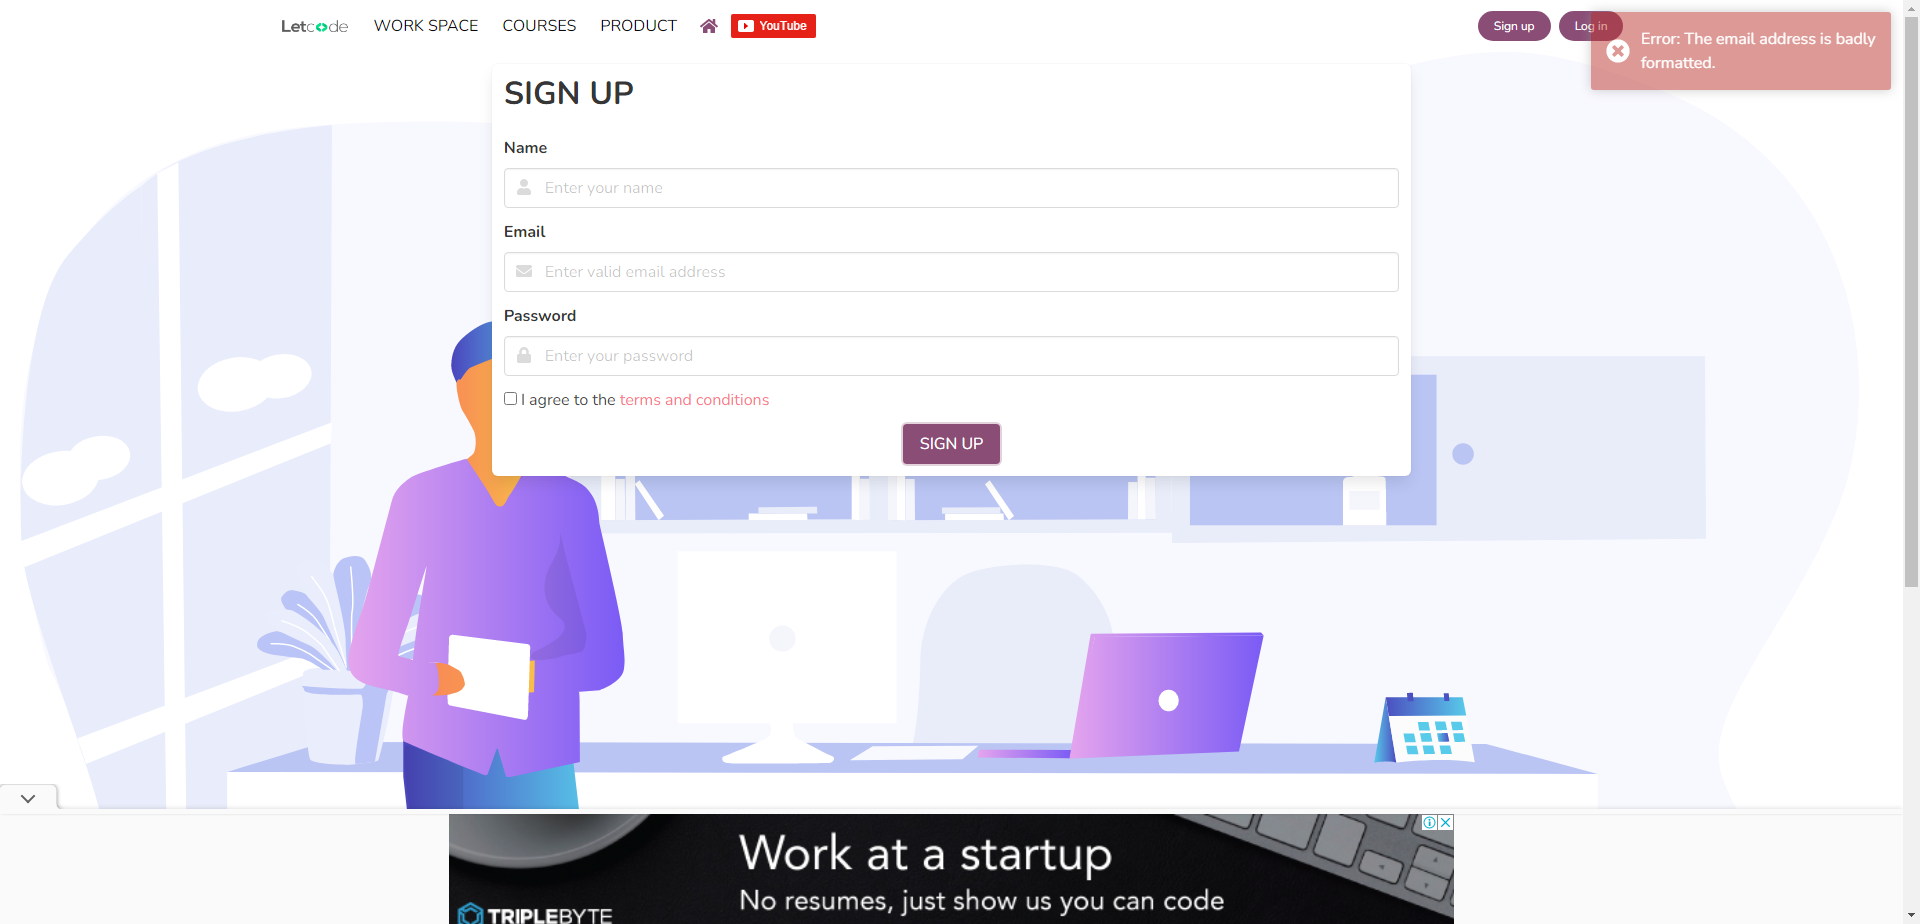 Letcode WORK SPACE COURSES PRODUCT YouTube Sign up Log in
Error: The email address is badly
formatted.
SIGN UP
Name
Enter your name
Email
Enter valid email address
Password
Enter your password
I agree to the terms and conditions
SIGN UP
Work at a startup
No resumes, just show us you can code
TRIPLEBYTE